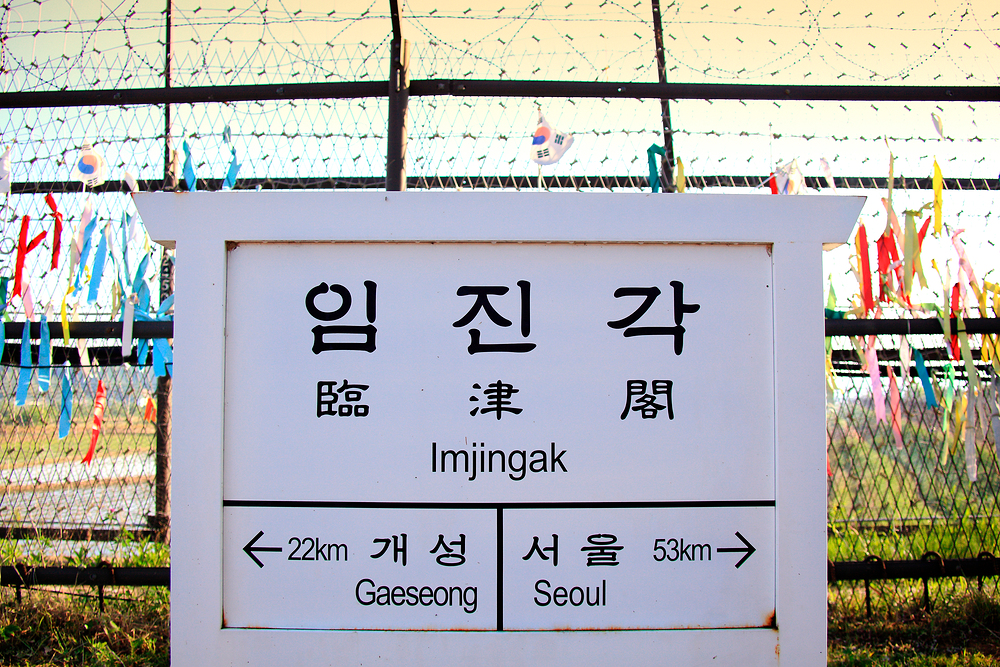 임 진 각
臨 津 閣
Imjingak
← 22km 개 성
Gaeseong
서 울 53km →
Seoul